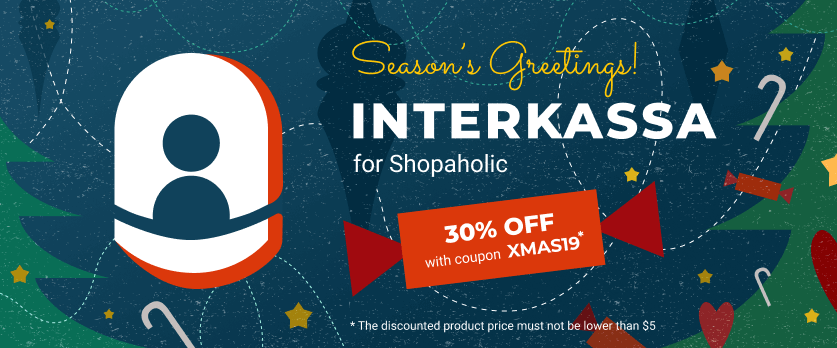 Season's Greetings!
INTERKASSA
for Shopaholic
30% OFF
with coupon XMAS19*
* The discounted product price must not be lower than $5